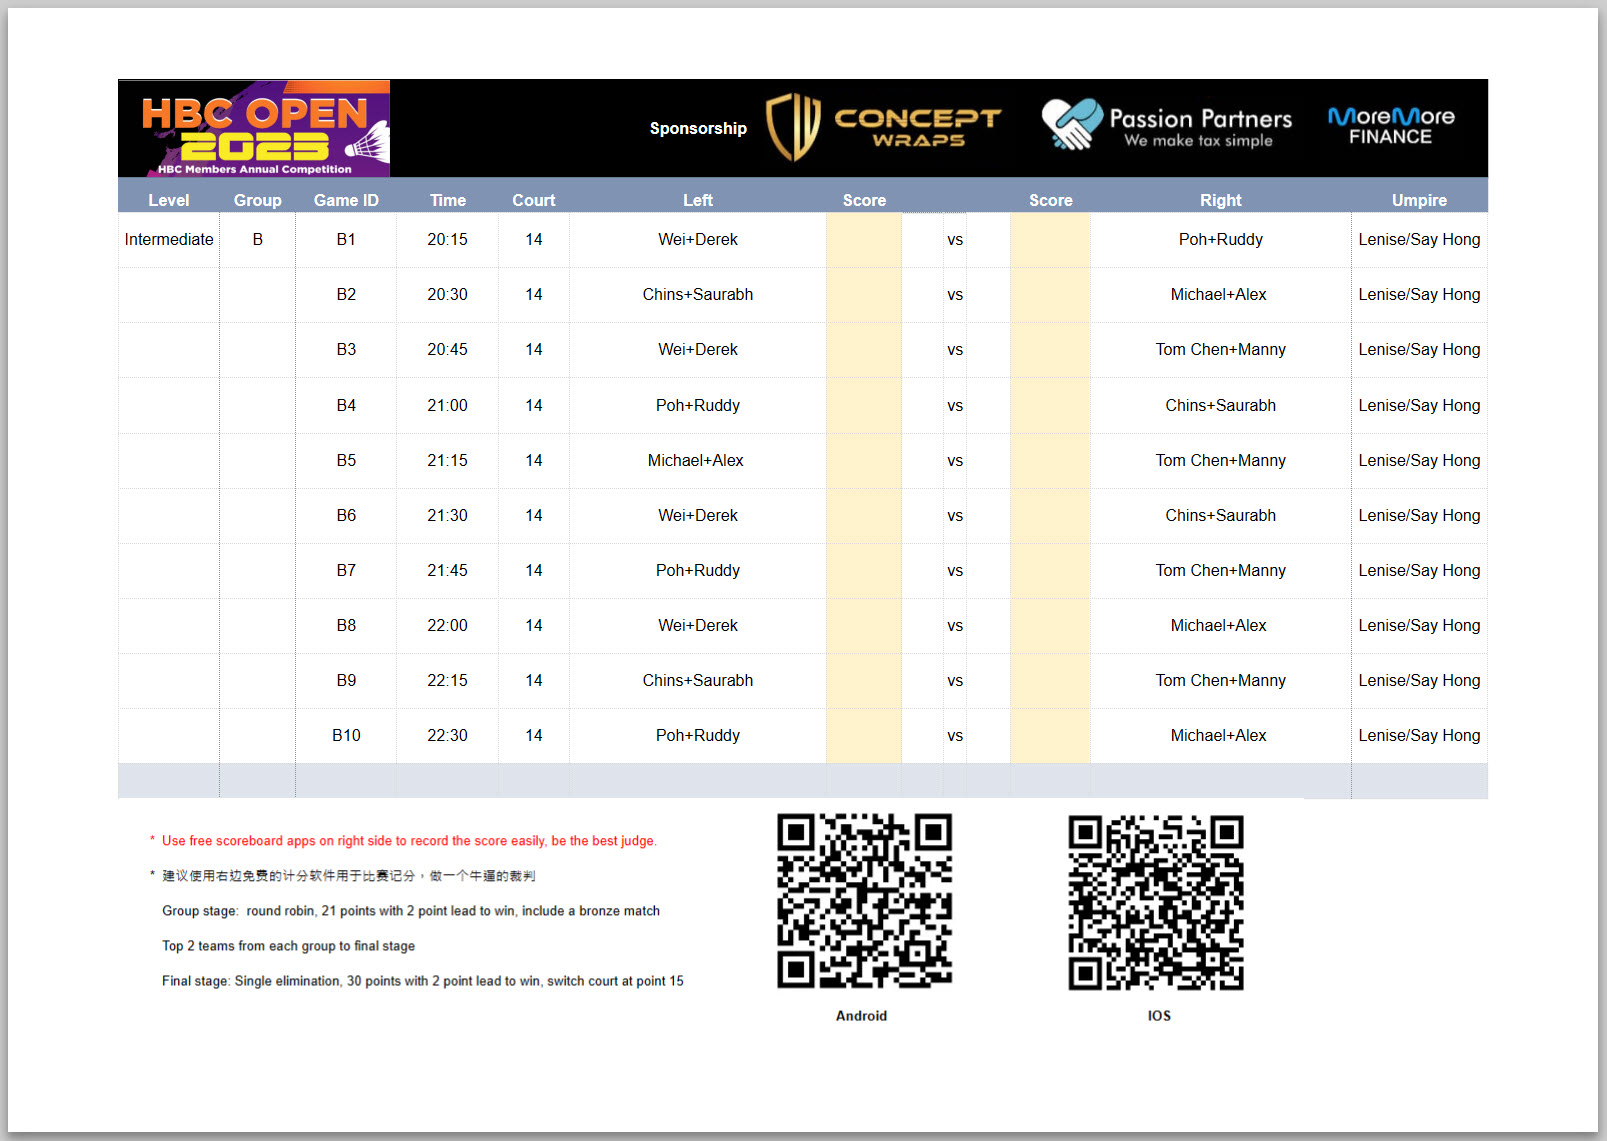 HBC OPEN
2023
HBC Members Annual Competition
Sponsorship
CONCEPT
WRAPS
Passion Partners
We make tax simple
MoreMore
FINANCE
Level Group Game ID Time Court Left Score Score Right Umpire
Intermediate B B1 20:15 14 Wei+Derek vs Poh+Ruddy Lenise/Say Hong
B2 20:30 14 Chins+Saurabh vs Michael+Alex Lenise/Say Hong
B3 20:45 14 Wei+Derek vs Tom Chen+Manny Lenise/Say Hong
B4 21:00 14 Poh+Ruddy vs Chins+Saurabh Lenise/Say Hong
B5 21:15 14 Michael+Alex vs Tom Chen+Manny Lenise/Say Hong
B6 21:30 14 Wei+Derek vs Chins+Saurabh Lenise/Say Hong
B7 21:45 14 Poh+Ruddy vs Tom Chen+Manny Lenise/Say Hong
B8 22:00 14 Wei+Derek vs Michael+Alex Lenise/Say Hong
B9 22:15 14 Chins+Saurabh vs Tom Chen+Manny Lenise/Say Hong
B10 22:30 14 Poh+Ruddy vs Michael+Alex Lenise/Say Hong
* Use free scoreboard apps on right side to record the score easily, be the best judge.
* 建议使用右边免费的计分软件用于比赛记分，做一个牛逼的裁判
Group stage: round robin, 21 points with 2 point lead to win, include a bronze match
Top 2 teams from each group to final stage
Final stage: Single elimination, 30 points with 2 point lead to win, switch court at point 15
Android
IOS